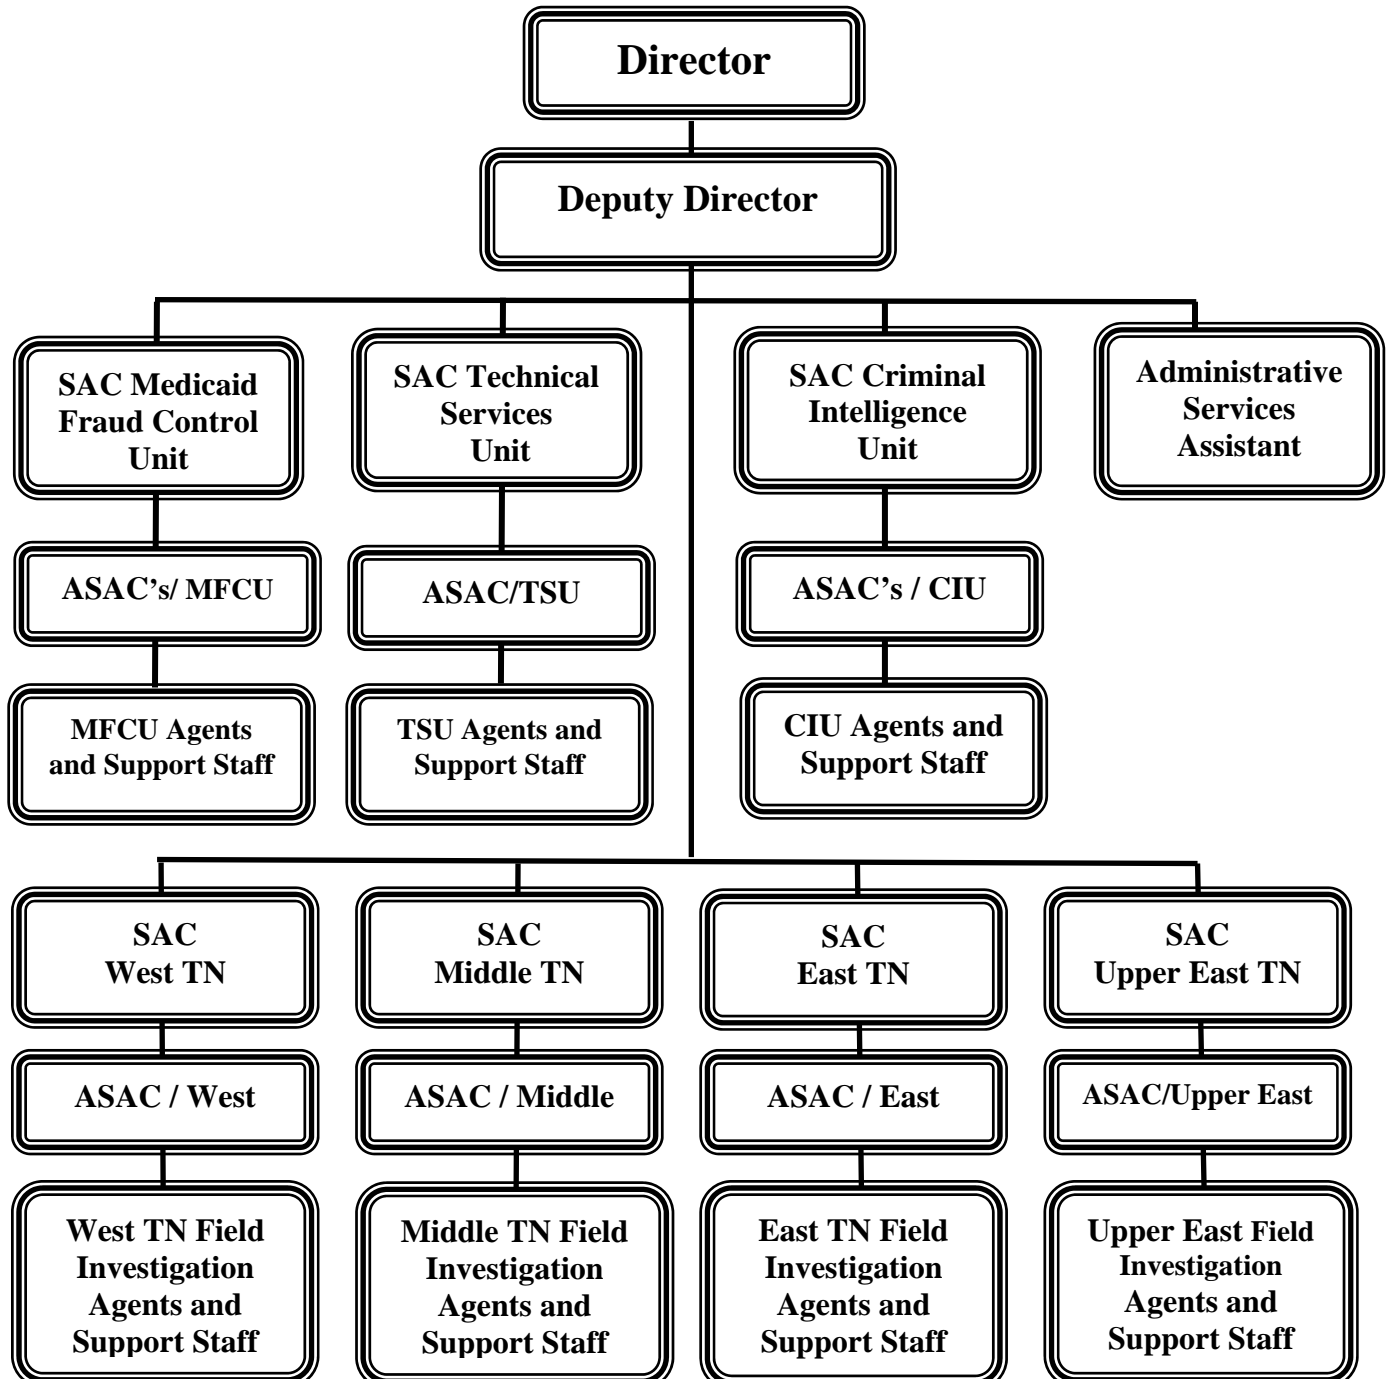 Director
Deputy Director
SAC Medicaid
Fraud Control
Unit
SAC Technical
Services
Unit
SAC Criminal
Intelligence
Unit
Administrative
Services
Assistant
ASAC's/ MFCU
ASAC/TSU
ASAC's / CIU
MFCU Agents
and Support Staff
TSU Agents and
Support Staff
CIU Agents and
Support Staff
SAC
West TN
SAC
Middle TN
SAC
East TN
SAC
Upper East TN
ASAC / West
ASAC / Middle
ASAC / East
ASAC/Upper East
West TN Field
Investigation
Agents and
Support Staff
Middle TN Field
Investigation
Agents and
Support Staff
East TN Field
Investigation
Agents and
Support Staff
Upper East Field
Investigation
Agents and
Support Staff